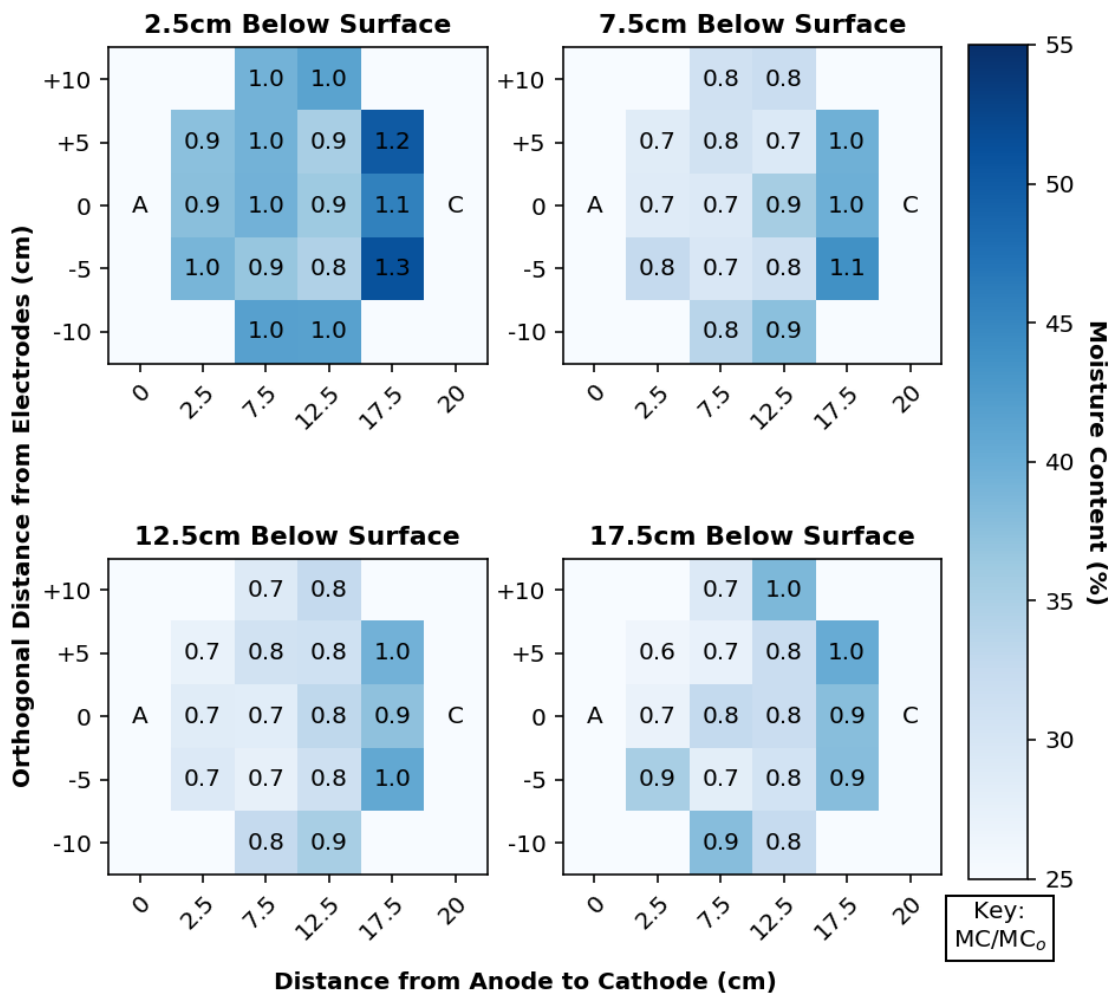 2.5cm Below Surface
+10 1.0 1.0
+5 0.9 1.0 0.9 1.2
0 A 0.9 1.0 0.9 1.1 C
-5 1.0 0.9 0.8 1.3
-10 1.0 1.0
0 2.5 7.5 12.5 17.5 20
7.5cm Below Surface
+10 0.8 0.8
+5 0.7 0.8 0.7 1.0
0 A 0.7 0.7 0.9 1.0 C
-5 0.8 0.7 0.8 1.1
-10 0.8 0.9
0 2.5 7.5 12.5 17.5 20
12.5cm Below Surface
+10 0.7 0.8
+5 0.7 0.8 0.8 1.0
0 A 0.7 0.7 0.8 0.9 C
-5 0.7 0.7 0.8 1.0
-10 0.8 0.9
0 2.5 7.5 12.5 17.5 20
17.5cm Below Surface
+10 0.7 1.0
+5 0.6 0.7 0.8 1.0
0 A 0.7 0.8 0.8 0.9 C
-5 0.9 0.7 0.8 0.9
-10 0.9 0.8
0 2.5 7.5 12.5 17.5 20
Orthogonal Distance from Electrodes (cm)
Distance from Anode to Cathode (cm)
55
50
45
40
35
30
25
Moisture Content (%)
Key:
MC/MCₒ